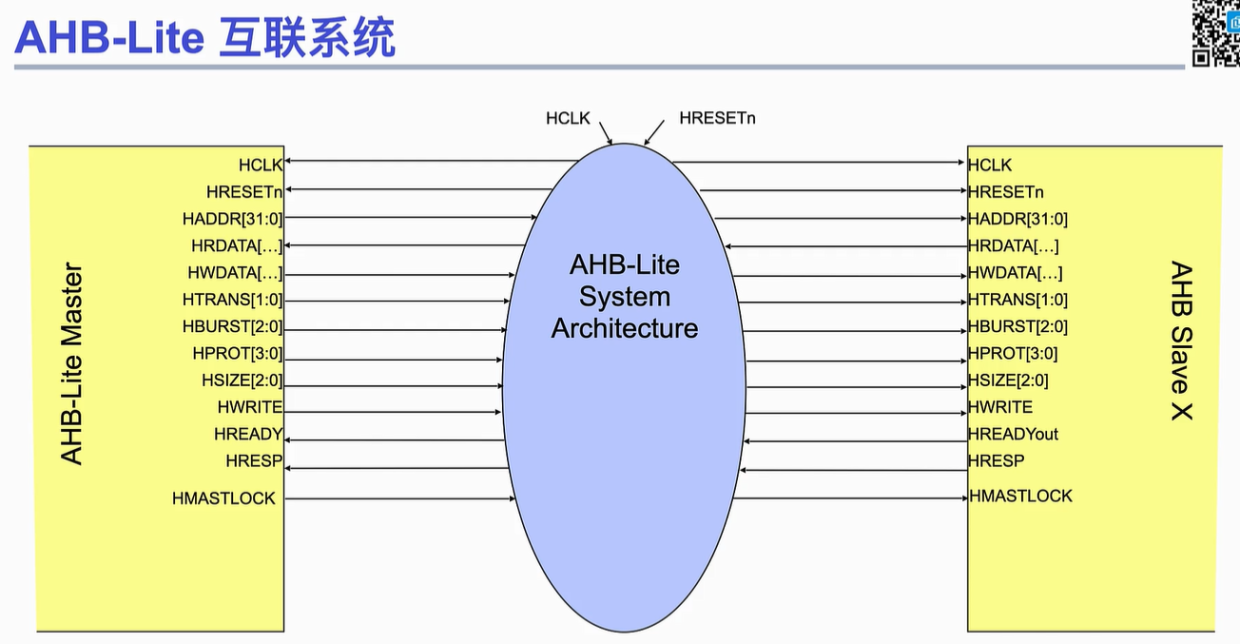 AHB-Lite 互联系统
HCLK
HRESETn
AHB-Lite Master
HCLK
HRESETn
HADDR[31:0]
HRDATA[...]
HWDATA[...]
HTRANS[1:0]
HBURST[2:0]
HPROT[3:0]
HSIZE[2:0]
HWRITE
HREADY
HRESP
HMASTLOCK
AHB-Lite
System
Architecture
HCLK
HRESETn
HADDR[31:0]
HRDATA[...]
HWDATA[...]
HTRANS[1:0]
HBURST[2:0]
HPROT[3:0]
HSIZE[2:0]
HWRITE
HREADYout
HRESP
HMASTLOCK
AHB Slave X